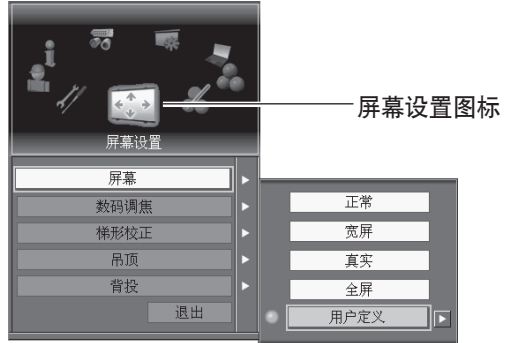 屏幕设置图标
屏幕设置
屏幕
数码调焦
梯形校正
吊顶
背投
退出
正常
宽屏
真实
全屏
用户定义